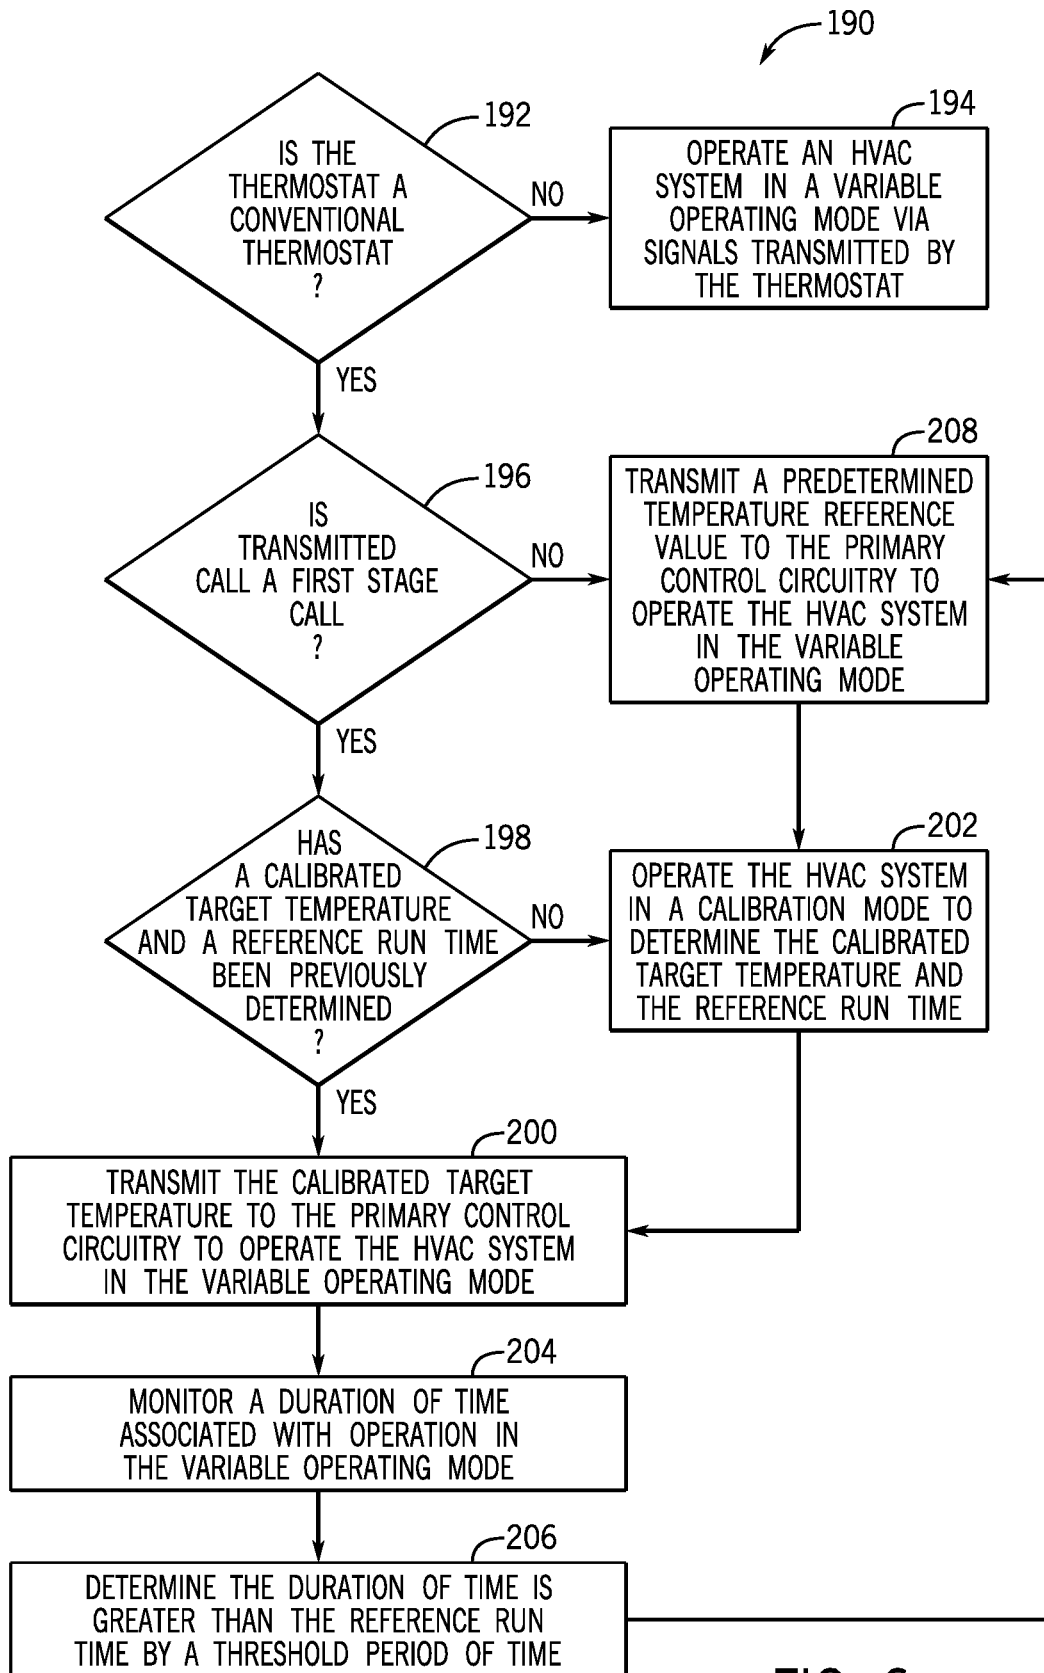 190
192
IS THE
THERMOSTAT A
CONVENTIONAL
THERMOSTAT
?
NO
YES
194
OPERATE AN HVAC
SYSTEM IN A VARIABLE
OPERATING MODE VIA
SIGNALS TRANSMITTED BY
THE THERMOSTAT
196
IS
TRANSMITTED
CALL A FIRST STAGE
CALL
?
NO
YES
208
TRANSMIT A PREDETERMINED
TEMPERATURE REFERENCE
VALUE TO THE PRIMARY
CONTROL CIRCUITRY TO
OPERATE THE HVAC SYSTEM
IN THE VARIABLE
OPERATING MODE
198
HAS
A CALIBRATED
TARGET TEMPERATURE
AND A REFERENCE RUN TIME
BEEN PREVIOUSLY
DETERMINED
?
NO
YES
202
OPERATE THE HVAC SYSTEM
IN A CALIBRATION MODE TO
DETERMINE THE CALIBRATED
TARGET TEMPERATURE AND
THE REFERENCE RUN TIME
200
TRANSMIT THE CALIBRATED TARGET
TEMPERATURE TO THE PRIMARY CONTROL
CIRCUITRY TO OPERATE THE HVAC SYSTEM
IN THE VARIABLE OPERATING MODE
204
MONITOR A DURATION OF TIME
ASSOCIATED WITH OPERATION IN
THE VARIABLE OPERATING MODE
206
DETERMINE THE DURATION OF TIME IS
GREATER THAN THE REFERENCE RUN
TIME BY A THRESHOLD PERIOD OF TIME